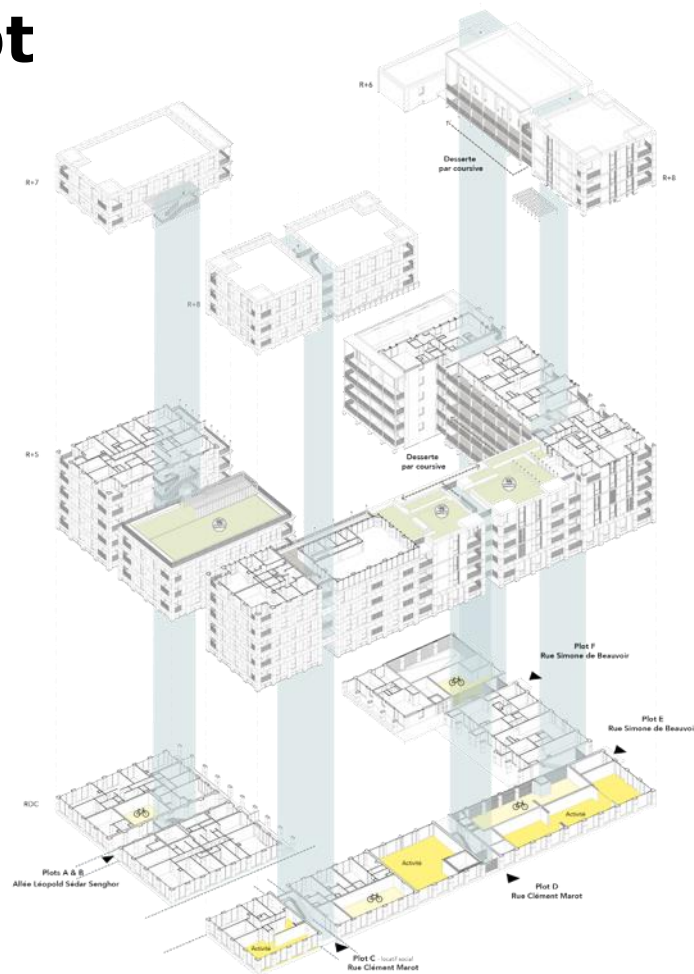 ot
R+6
Desserte
par coursive
R+7
R+8
R+8
R+5
Desserte
par coursive
Plot F
Rue Simone de Beauvoir
Plot E
Rue Simone de Beauvoir
RDC
Activité
Activité
Plots A & B
Allée Léopold Sédar Senghor
Plot D
Rue Clément Marot
Activité
Plot C - locatif social
Rue Clément Marot